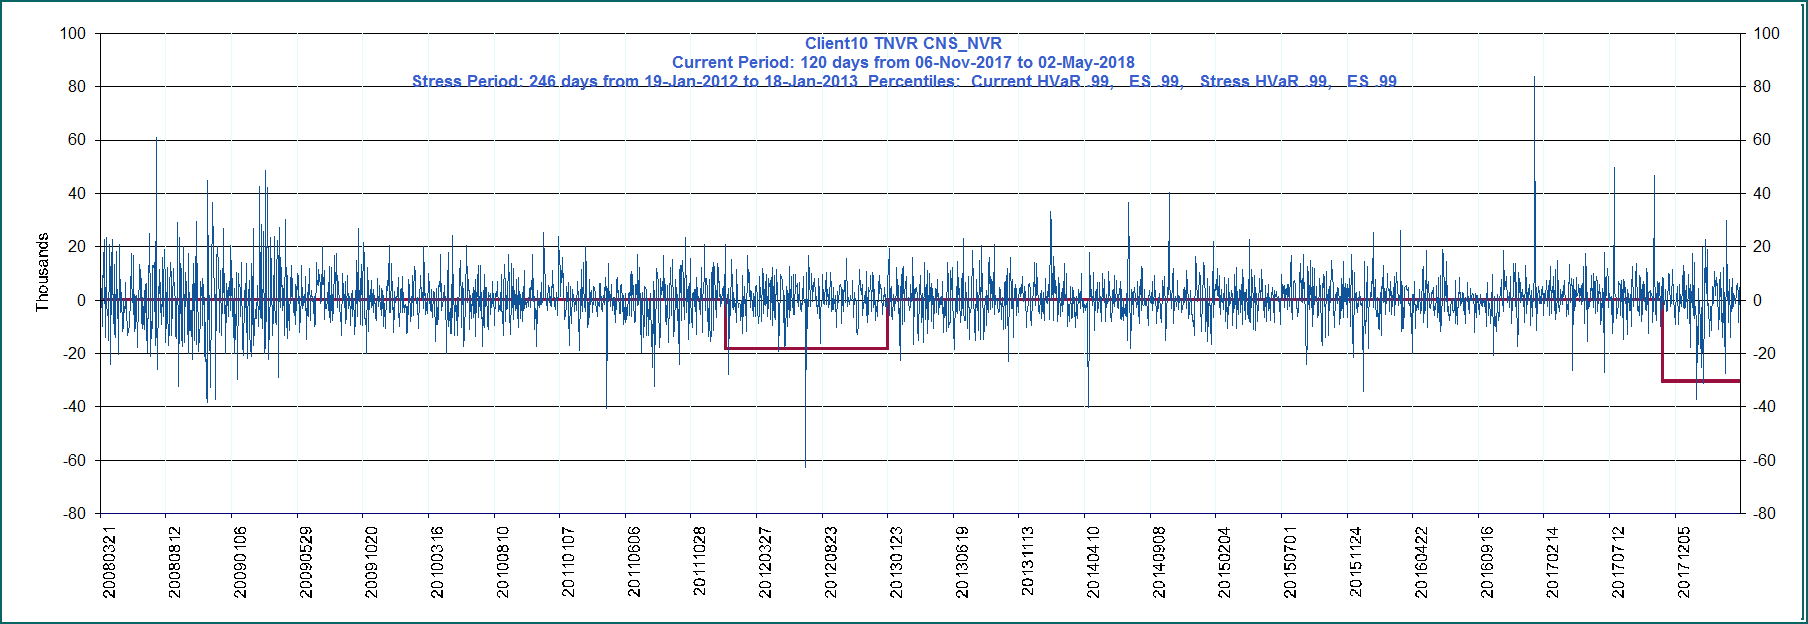 Client10 TNVR CNS_NVR
Current Period: 120 days from 06-Nov-2017 to 02-May-2018
Stress Period: 246 days from 19-Jan-2012 to 18-Jan-2013 Percentiles: Current HVaR .99, ES .99, Stress HVaR .99, ES .99
100 100
80 80
60 60
40 40
20 20
0 0
-20 -20
-40 -40
-60 -60
-80 -80
Thousands
20080321 20080812 20090106 20090529 20091020 20100316 20100810 20110107 20110606 20111028 20120327 20120823 20130123 20130619 20131113 20140410 20140908 20150204 20150701 20151124 20160422 20160916 20170214 20170712 20171205